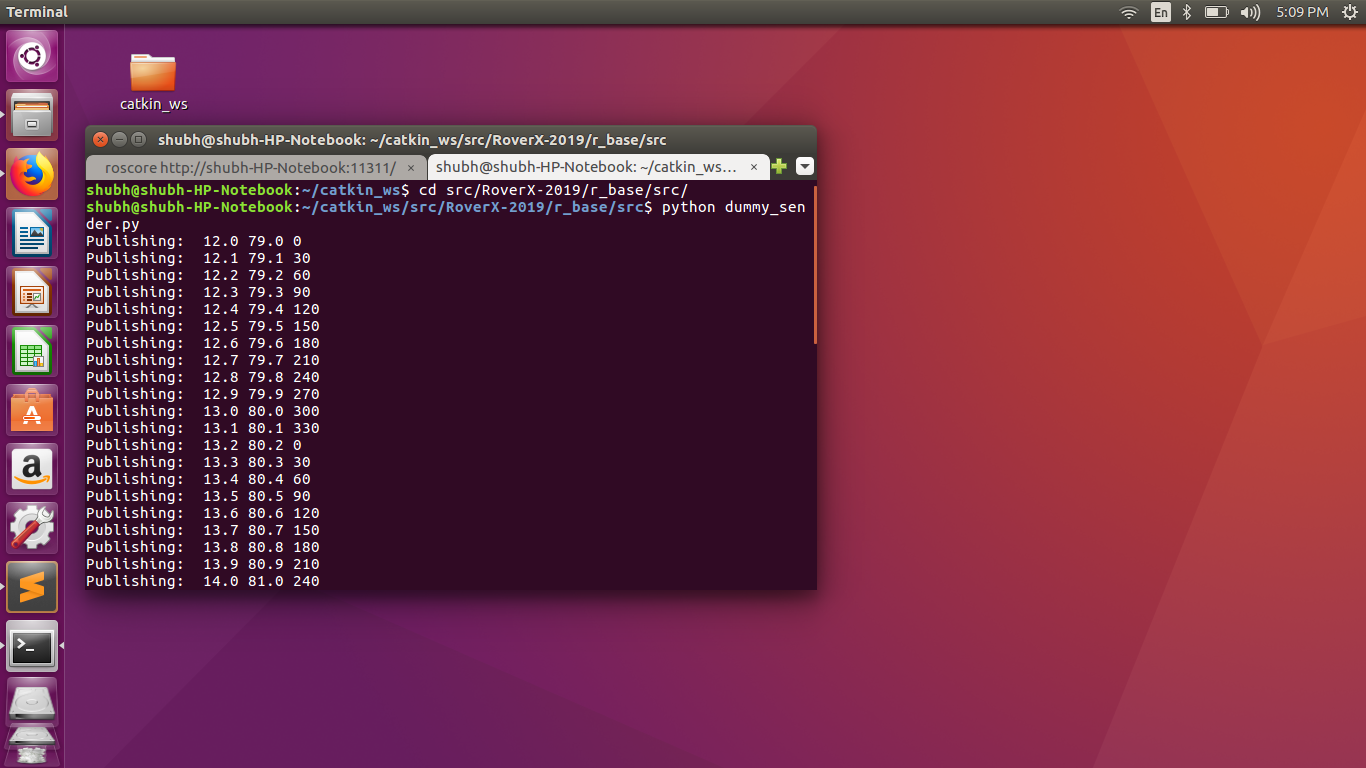 Terminal
En
5:09 PM
catkin_ws
shubh@shubh-HP-Notebook: ~/catkin_ws/src/RoverX-2019/r_base/src
roscore http://shubh-HP-Notebook:11311/ ×
shubh@shubh-HP-Notebook: ~/catkin_ws... ×
shubh@shubh-HP-Notebook:~/catkin_ws$ cd src/RoverX-2019/r_base/src/
shubh@shubh-HP-Notebook:~/catkin_ws/src/RoverX-2019/r_base/src$ python dummy_sen
der.py
Publishing:  12.0 79.0 0
Publishing:  12.1 79.1 30
Publishing:  12.2 79.2 60
Publishing:  12.3 79.3 90
Publishing:  12.4 79.4 120
Publishing:  12.5 79.5 150
Publishing:  12.6 79.6 180
Publishing:  12.7 79.7 210
Publishing:  12.8 79.8 240
Publishing:  12.9 79.9 270
Publishing:  13.0 80.0 300
Publishing:  13.1 80.1 330
Publishing:  13.2 80.2 0
Publishing:  13.3 80.3 30
Publishing:  13.4 80.4 60
Publishing:  13.5 80.5 90
Publishing:  13.6 80.6 120
Publishing:  13.7 80.7 150
Publishing:  13.8 80.8 180
Publishing:  13.9 80.9 210
Publishing:  14.0 81.0 240